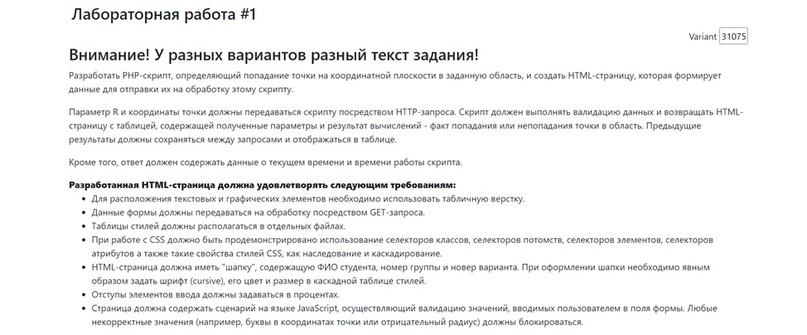 Лабораторная работа #1
Variant 31075
Внимание! У разных вариантов разный текст задания!
Разработать PHP-скрипт, определяющий попадание точки на координатной плоскости в заданную область, и создать HTML-страницу, которая формирует
данные для отправки их на обработку этому скрипту.
Параметр R и координаты точки должны передаваться скрипту посредством HTTP-запроса. Скрипт должен выполнять валидацию данных и возвращать HTML-
страницу с таблицей, содержащей полученные параметры и результат вычислений - факт попадания или непопадания точки в область. Предыдущие
результаты должны сохраняться между запросами и отображаться в таблице.
Кроме того, ответ должен содержать данные о текущем времени и времени работы скрипта.
Разработанная HTML-страница должна удовлетворять следующим требованиям:
• Для расположения текстовых и графических элементов необходимо использовать табличную верстку.
• Данные формы должны передаваться на обработку посредством GET-запроса.
• Таблицы стилей должны располагаться в отдельных файлах.
• При работе с CSS должно быть продемонстрировано использование селекторов классов, селекторов потомств, селекторов элементов, селекторов
атрибутов а также такие свойства стилей CSS, как наследование и каскадирование.
• HTML-страница должна иметь "шапку", содержащую ФИО студента, номер группы и новер варианта. При оформлении шапки необходимо явным
образом задать шрифт (cursive), его цвет и размер в каскадной таблице стилей.
• Отступы элементов ввода должны задаваться в процентах.
• Страница должна содержать сценарий на языке JavaScript, осуществляющий валидацию значений, вводимых пользователем в поля формы. Любые
некорректные значения (например, буквы в координатах точки или отрицательный радиус) должны блокироваться.